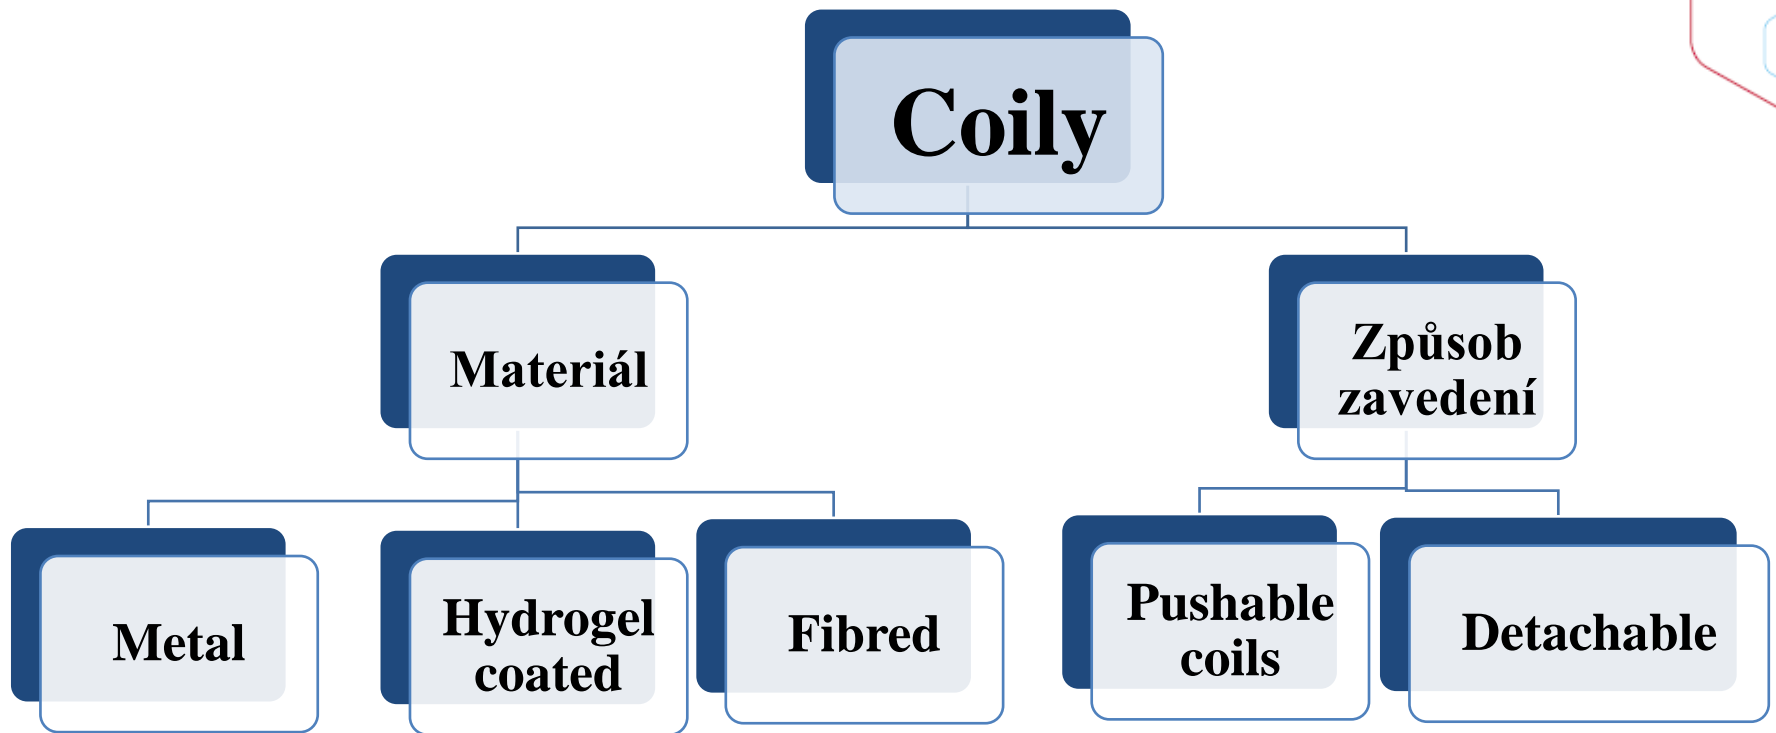 Coily
Materiál
Způsob
zavedení
Metal
Hydrogel
coated
Fibred
Pushable
coils
Detachable